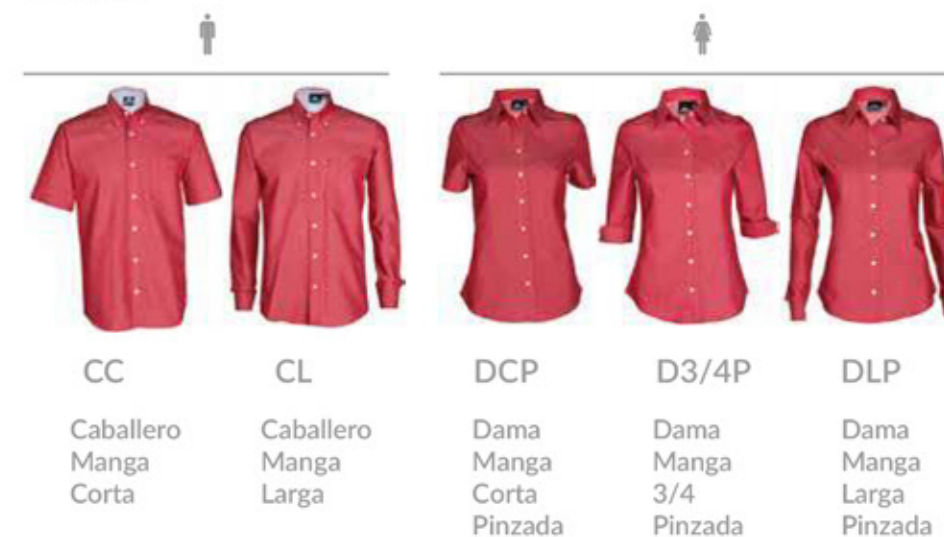 CC
Caballero
Manga
Corta
CL
Caballero
Manga
Larga
DCP
Dama
Manga
Corta
Pinzada
D3/4P
Dama
Manga
3/4
Pinzada
DLP
Dama
Manga
Larga
Pinzada